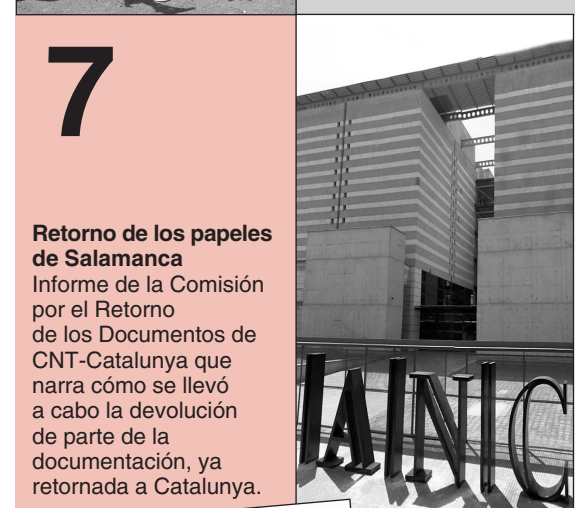 7
Retorno de los papeles
de Salamanca
Informe de la Comisión
por el Retorno
de los Documentos de
CNT-Catalunya que
narra cómo se llevó
a cabo la devolución
de parte de la
documentación, ya
retornada a Catalunya.